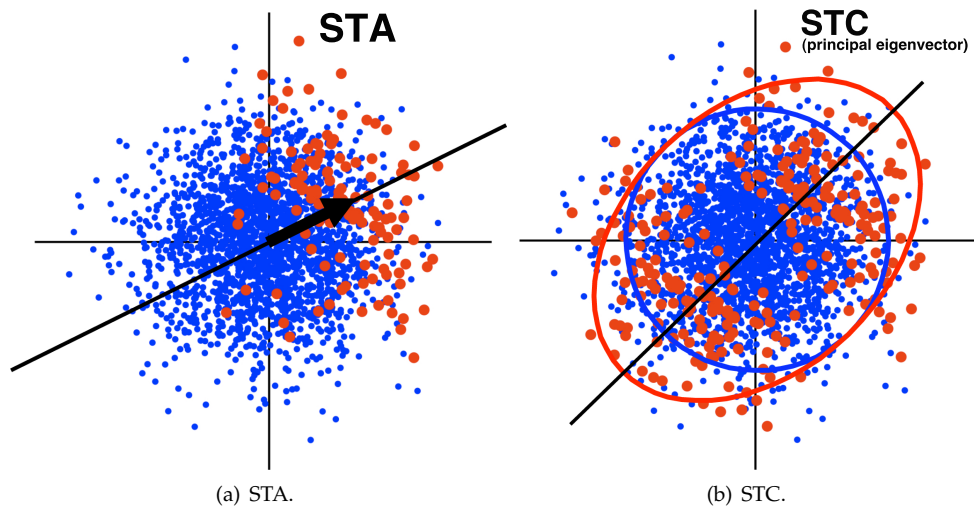 STA
STC
(principal eigenvector)
(a) STA.
(b) STC.